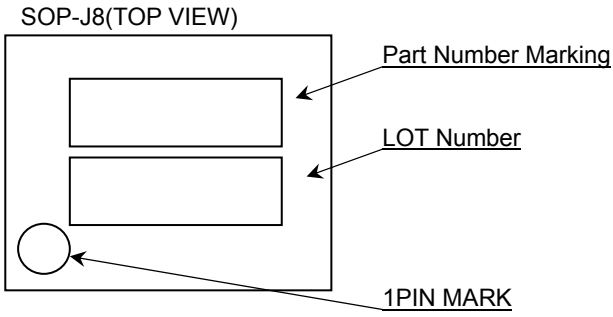 SOP-J8(TOP VIEW)
Part Number Marking
LOT Number
1PIN MARK